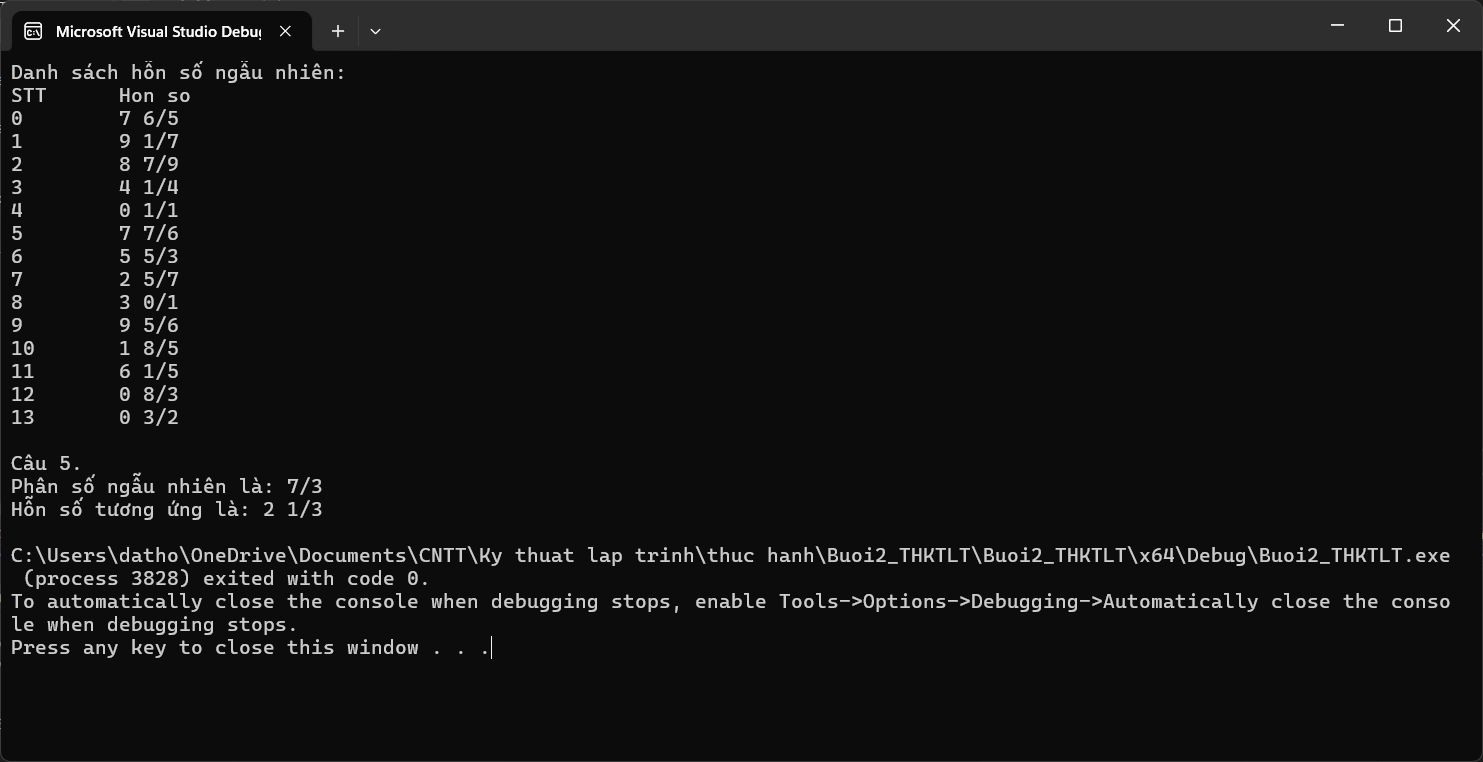 Microsoft Visual Studio Debu
Danh sách hỗn số ngẫu nhiên:
STT Hon so
0 7 6/5
1 9 1/7
2 8 7/9
3 4 1/4
4 0 1/1
5 7 7/6
6 5 5/3
7 2 5/7
8 3 0/1
9 9 5/6
10 1 8/5
11 6 1/5
12 0 8/3
13 0 3/2
Câu 5.
Phân số ngẫu nhiên là: 7/3
Hỗn số tương ứng là: 2 1/3
C:\Users\datho\OneDrive\Documents\CNTT\Ky thuat lap trinh\thuc hanh\Buoi2_THKTLT\Buoi2_THKTLT\x64\Debug\Buoi2_THKTLT.exe
(process 3828) exited with code 0.
To automatically close the console when debugging stops, enable Tools->Options->Debugging->Automatically close the conso
le when debugging stops.
Press any key to close this window . . .